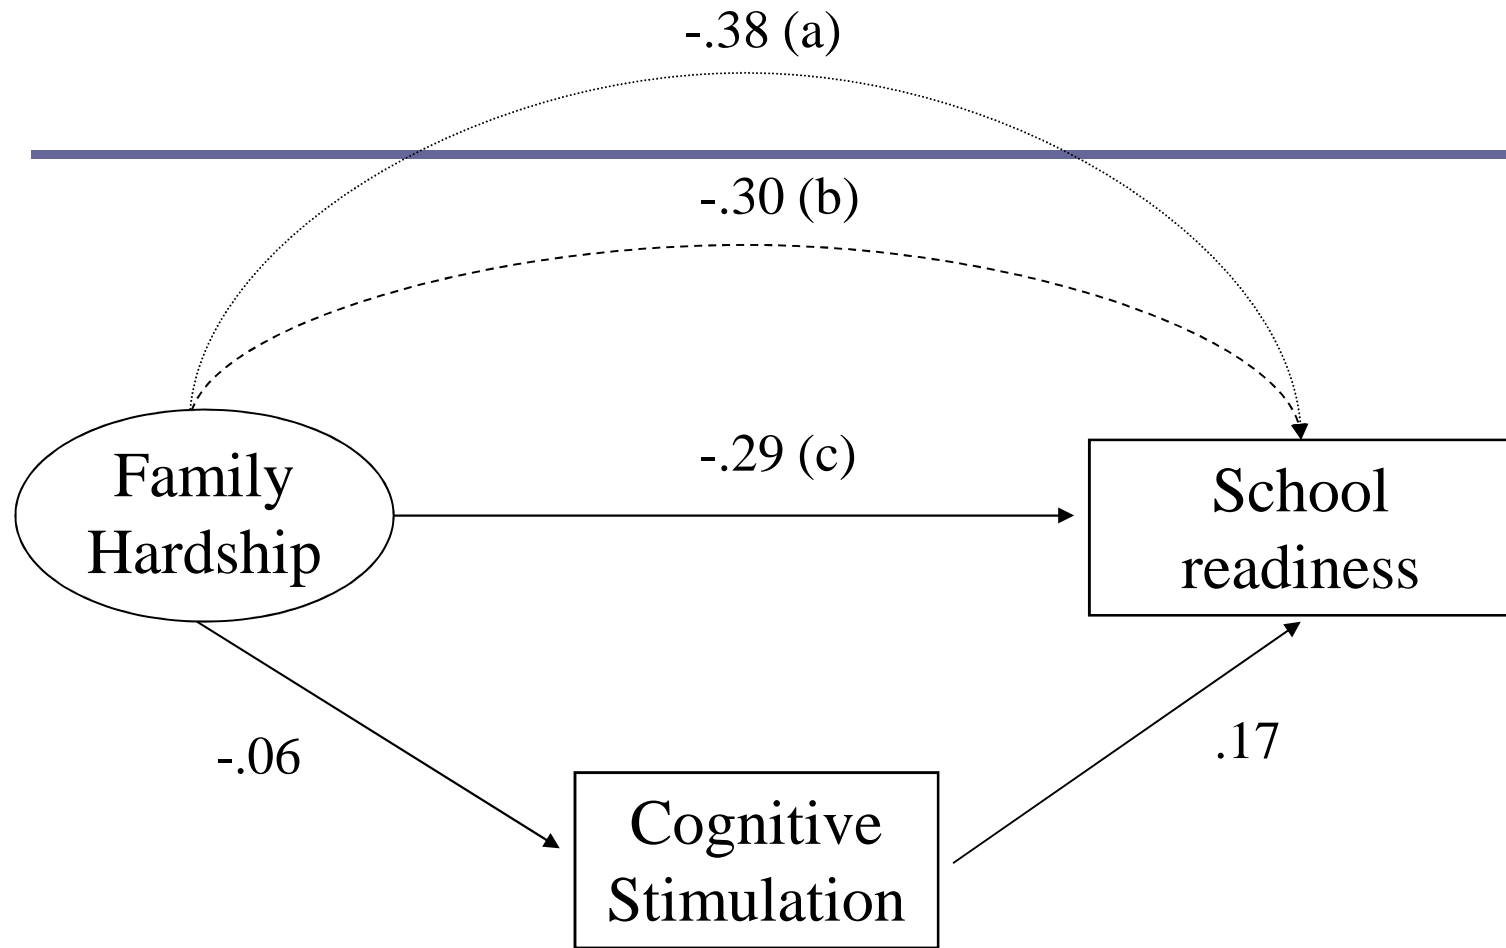 -.38 (a)
-.30 (b)
-.29 (c)
Family
Hardship
School
readiness
-.06
.17
Cognitive
Stimulation